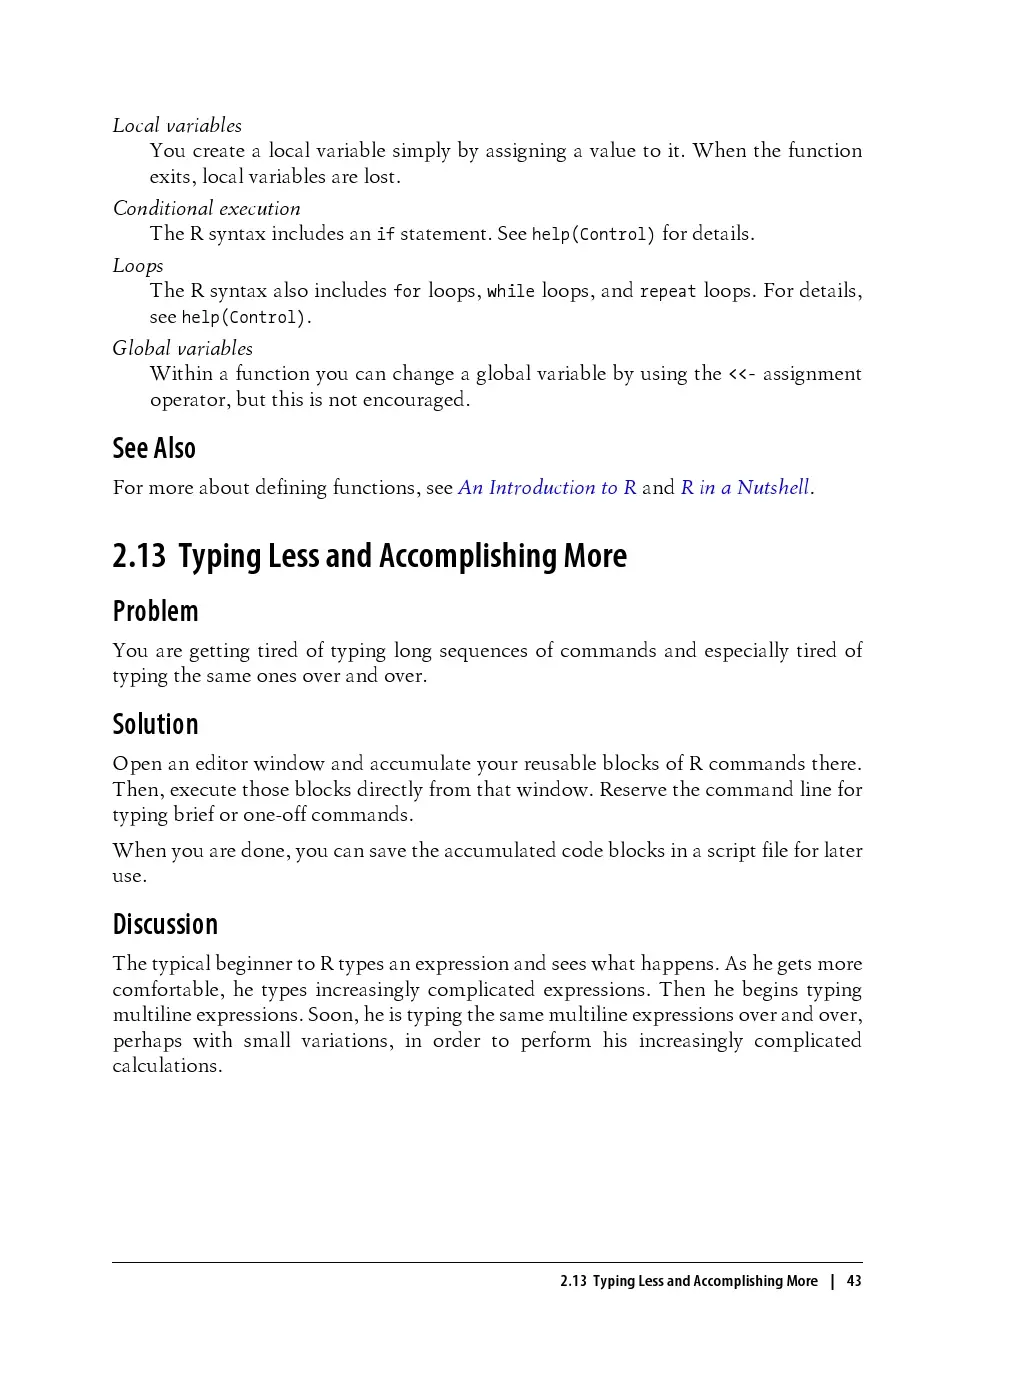 Local variables
You create a local variable simply by assigning a value to it. When the function
exits, local variables are lost.
Conditional execution
The R syntax includes an if statement. See help(Control) for details.
Loops
The R syntax also includes for loops, while loops, and repeat loops. For details,
see help(Control).
Global variables
Within a function you can change a global variable by using the <<- assignment
operator, but this is not encouraged.
See Also
For more about defining functions, see An Introduction to R and R in a Nutshell.
2.13 Typing Less and Accomplishing More
Problem
You are getting tired of typing long sequences of commands and especially tired of
typing the same ones over and over.
Solution
Open an editor window and accumulate your reusable blocks of R commands there.
Then, execute those blocks directly from that window. Reserve the command line for
typing brief or one-off commands.
When you are done, you can save the accumulated code blocks in a script file for later
use.
Discussion
The typical beginner to R types an expression and sees what happens. As he gets more
comfortable, he types increasingly complicated expressions. Then he begins typing
multiline expressions. Soon, he is typing the same multiline expressions over and over,
perhaps with small variations, in order to perform his increasingly complicated
calculations.
2.13 Typing Less and Accomplishing More | 43